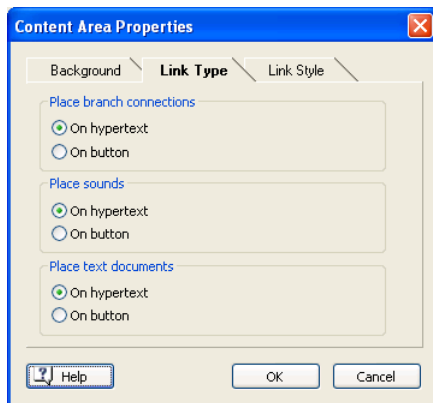 Content Area Properties
Background Link Type Link Style
Place branch connections
On hypertext
On button
Place sounds
On hypertext
On button
Place text documents
On hypertext
On button
Help OK Cancel